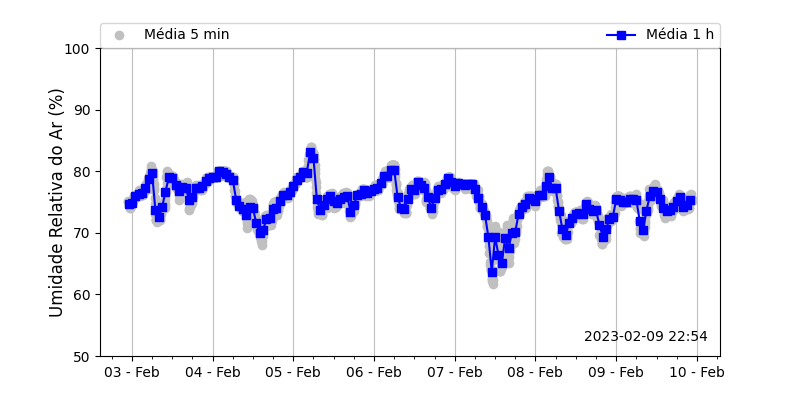 Média 5 min
Média 1 h
Umidade Relativa do Ar (%)
100
90
80
70
60
50
2023-02-09 22:54
03 - Feb
04 - Feb
05 - Feb
06 - Feb
07 - Feb
08 - Feb
09 - Feb
10 - Feb